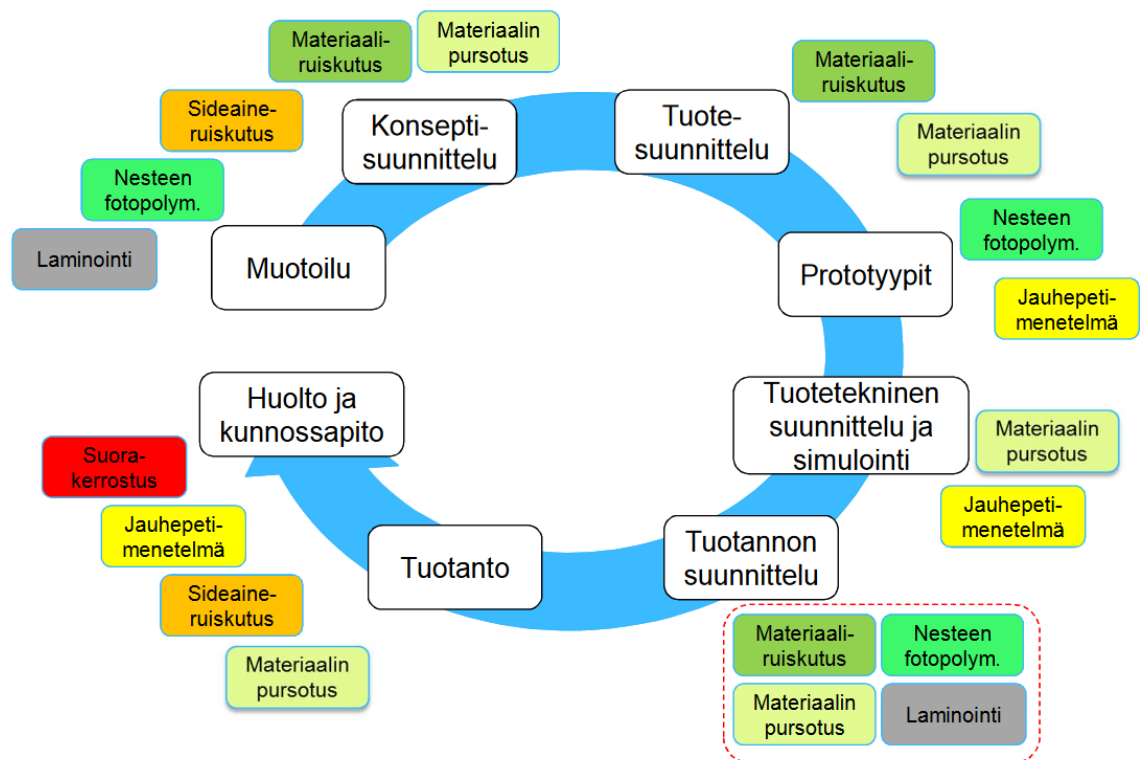 Materiaali-
ruiskutus
Materiaalin
pursotus
Materiaali-
ruiskutus
Sideaine-
ruiskutus
Konsepti-
suunnittelu
Tuote-
suunnittelu
Materiaalin
pursotus
Nesteen
fotopolym.
Nesteen
fotopolym.
Laminointi
Muotoilu
Prototyypit
Jauhepeti-
menetelmä
Huolto ja
kunnossapito
Tuotetekninen
suunnittelu ja
simulointi
Materiaalin
pursotus
Suora-
kerrostus
Jauhepeti-
menetelmä
Jauhepeti-
menetelmä
Tuotanto
Tuotannon
suunnittelu
Sideaine-
ruiskutus
Materiaalin
pursotus
Materiaali-
ruiskutus
Nesteen
fotopolym.
Materiaalin
pursotus
Laminointi